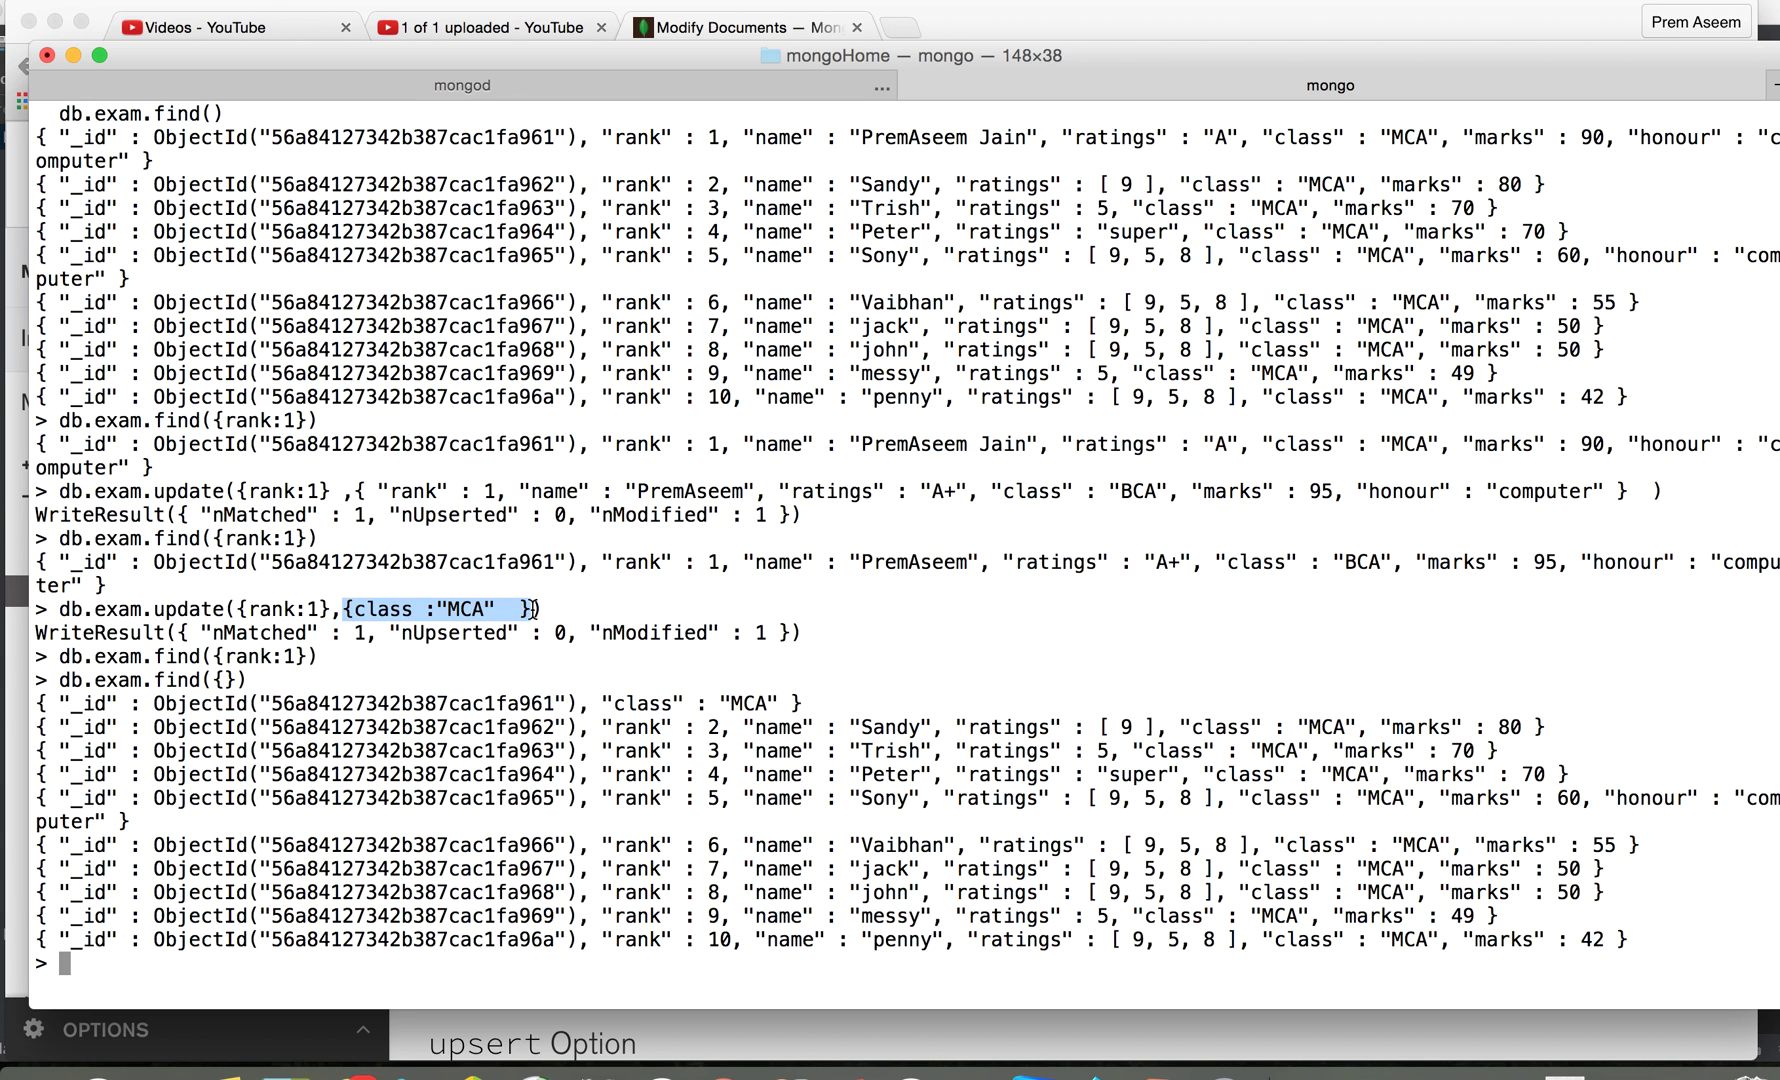 Videos - YouTube
1 of 1 uploaded - YouTube
Modify Documents — Mon
Prem Aseem
mongoHome — mongo — 148×38
mongod
...
mongo
db.exam.find()
{ "_id" : ObjectId("56a84127342b387cac1fa961"), "rank" : 1, "name" : "PremAseem Jain", "ratings" : "A", "class" : "MCA", "marks" : 90, "honour" : "c
omputer" }
{ "_id" : ObjectId("56a84127342b387cac1fa962"), "rank" : 2, "name" : "Sandy", "ratings" : [ 9 ], "class" : "MCA", "marks" : 80 }
{ "_id" : ObjectId("56a84127342b387cac1fa963"), "rank" : 3, "name" : "Trish", "ratings" : 5, "class" : "MCA", "marks" : 70 }
{ "_id" : ObjectId("56a84127342b387cac1fa964"), "rank" : 4, "name" : "Peter", "ratings" : "super", "class" : "MCA", "marks" : 70 }
{ "_id" : ObjectId("56a84127342b387cac1fa965"), "rank" : 5, "name" : "Sony", "ratings" : [ 9, 5, 8 ], "class" : "MCA", "marks" : 60, "honour" : "com
puter" }
{ "_id" : ObjectId("56a84127342b387cac1fa966"), "rank" : 6, "name" : "Vaibhan", "ratings" : [ 9, 5, 8 ], "class" : "MCA", "marks" : 55 }
{ "_id" : ObjectId("56a84127342b387cac1fa967"), "rank" : 7, "name" : "jack", "ratings" : [ 9, 5, 8 ], "class" : "MCA", "marks" : 50 }
{ "_id" : ObjectId("56a84127342b387cac1fa968"), "rank" : 8, "name" : "john", "ratings" : [ 9, 5, 8 ], "class" : "MCA", "marks" : 50 }
{ "_id" : ObjectId("56a84127342b387cac1fa969"), "rank" : 9, "name" : "messy", "ratings" : 5, "class" : "MCA", "marks" : 49 }
{ "_id" : ObjectId("56a84127342b387cac1fa96a"), "rank" : 10, "name" : "penny", "ratings" : [ 9, 5, 8 ], "class" : "MCA", "marks" : 42 }
> db.exam.find({rank:1})
{ "_id" : ObjectId("56a84127342b387cac1fa961"), "rank" : 1, "name" : "PremAseem Jain", "ratings" : "A", "class" : "MCA", "marks" : 90, "honour" : "c
omputer" }
> db.exam.update({rank:1} ,{ "rank" : 1, "name" : "PremAseem", "ratings" : "A+", "class" : "BCA", "marks" : 95, "honour" : "computer" }  )
WriteResult({ "nMatched" : 1, "nUpserted" : 0, "nModified" : 1 })
> db.exam.find({rank:1})
{ "_id" : ObjectId("56a84127342b387cac1fa961"), "rank" : 1, "name" : "PremAseem", "ratings" : "A+", "class" : "BCA", "marks" : 95, "honour" : "compu
ter" }
> db.exam.update({rank:1},{class :"MCA"  })
WriteResult({ "nMatched" : 1, "nUpserted" : 0, "nModified" : 1 })
> db.exam.find({rank:1})
> db.exam.find({})
{ "_id" : ObjectId("56a84127342b387cac1fa961"), "class" : "MCA" }
{ "_id" : ObjectId("56a84127342b387cac1fa962"), "rank" : 2, "name" : "Sandy", "ratings" : [ 9 ], "class" : "MCA", "marks" : 80 }
{ "_id" : ObjectId("56a84127342b387cac1fa963"), "rank" : 3, "name" : "Trish", "ratings" : 5, "class" : "MCA", "marks" : 70 }
{ "_id" : ObjectId("56a84127342b387cac1fa964"), "rank" : 4, "name" : "Peter", "ratings" : "super", "class" : "MCA", "marks" : 70 }
{ "_id" : ObjectId("56a84127342b387cac1fa965"), "rank" : 5, "name" : "Sony", "ratings" : [ 9, 5, 8 ], "class" : "MCA", "marks" : 60, "honour" : "com
puter" }
{ "_id" : ObjectId("56a84127342b387cac1fa966"), "rank" : 6, "name" : "Vaibhan", "ratings" : [ 9, 5, 8 ], "class" : "MCA", "marks" : 55 }
{ "_id" : ObjectId("56a84127342b387cac1fa967"), "rank" : 7, "name" : "jack", "ratings" : [ 9, 5, 8 ], "class" : "MCA", "marks" : 50 }
{ "_id" : ObjectId("56a84127342b387cac1fa968"), "rank" : 8, "name" : "john", "ratings" : [ 9, 5, 8 ], "class" : "MCA", "marks" : 50 }
{ "_id" : ObjectId("56a84127342b387cac1fa969"), "rank" : 9, "name" : "messy", "ratings" : 5, "class" : "MCA", "marks" : 49 }
{ "_id" : ObjectId("56a84127342b387cac1fa96a"), "rank" : 10, "name" : "penny", "ratings" : [ 9, 5, 8 ], "class" : "MCA", "marks" : 42 }
>
OPTIONS
upsert Option